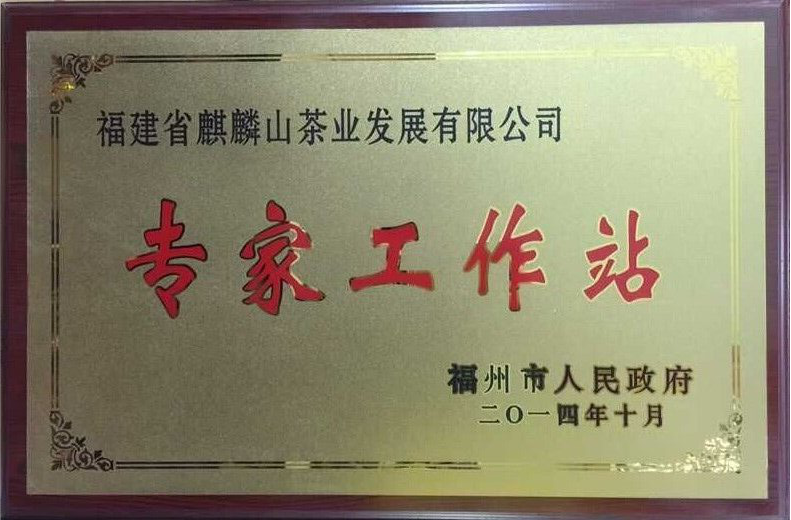 福建省麒麟山茶业发展有限公司
专家工作站
福州市人民政府
二〇一四年十月